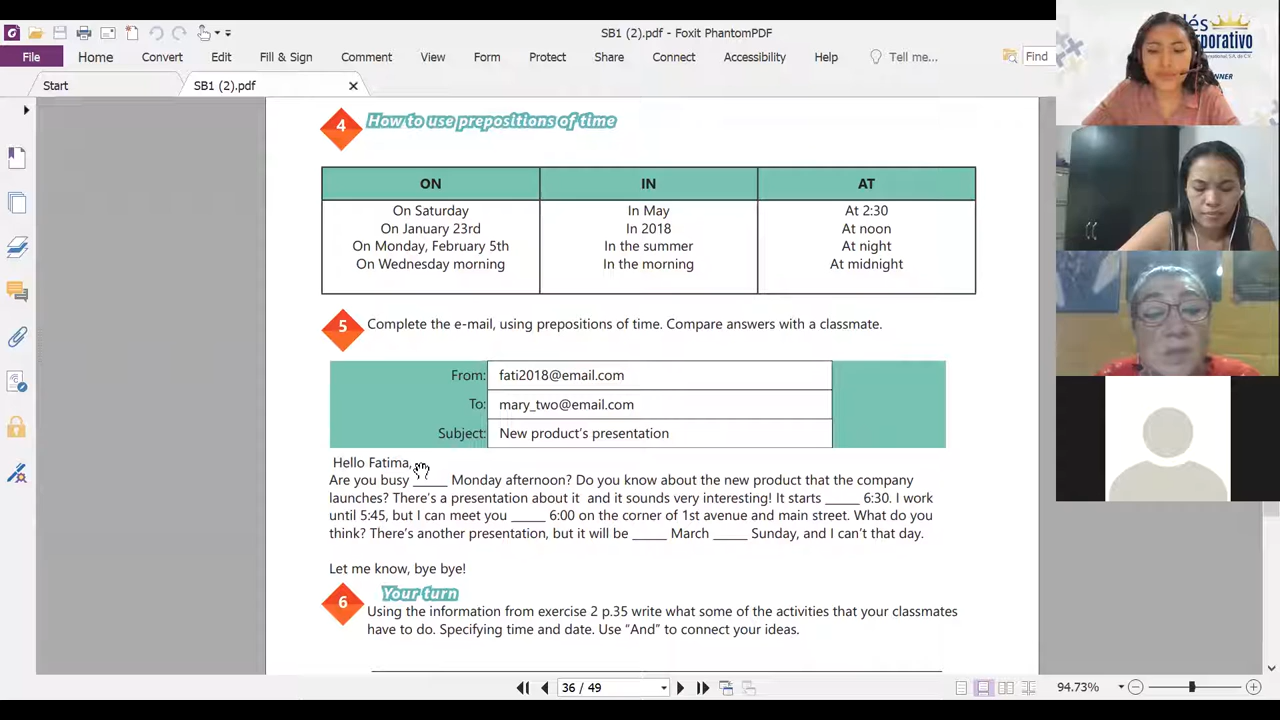 SB1 (2).pdf - Foxit PhantomPDF
File Home Convert Edit Fill & Sign Comment View Form Protect Share Connect Accessibility Help Tell me... Find
Start SB1 (2).pdf
4 How to use prepositions of time
ON IN AT
On Saturday In May At 2:30
On January 23rd In 2018 At noon
On Monday, February 5th In the summer At night
On Wednesday morning In the morning At midnight
5 Complete the e-mail, using prepositions of time. Compare answers with a classmate.
From: fati2018@email.com
To: mary_two@email.com
Subject: New product's presentation
Hello Fatima,
Are you busy _____ Monday afternoon? Do you know about the new product that the company
launches? There's a presentation about it and it sounds very interesting! It starts _____ 6:30. I work
until 5:45, but I can meet you _____ 6:00 on the corner of 1st avenue and main street. What do you
think? There's another presentation, but it will be _____ March _____ Sunday, and I can't that day.
Let me know, bye bye!
6 Your turn
Using the information from exercise 2 p.35 write what some of the activities that your classmates
have to do. Specifying time and date. Use “And” to connect your ideas.
36 / 49
94.73%